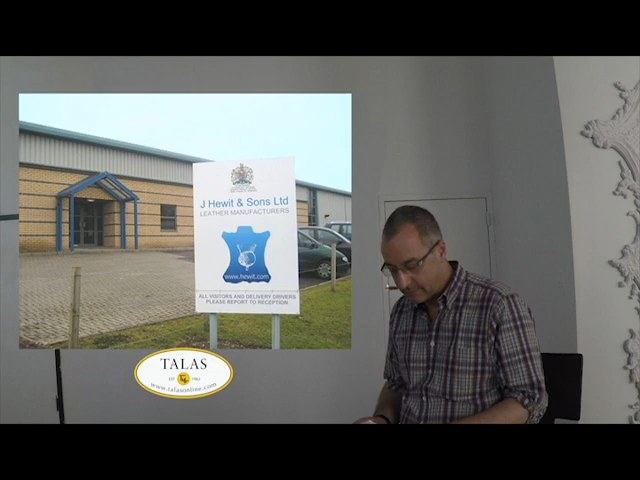 J Hewit & Sons Ltd
LEATHER MANUFACTURERS
www.hewit.com
ALL VISITORS AND DELIVERY DRIVERS
PLEASE REPORT TO RECEPTION
TALAS
www.talasonline.com